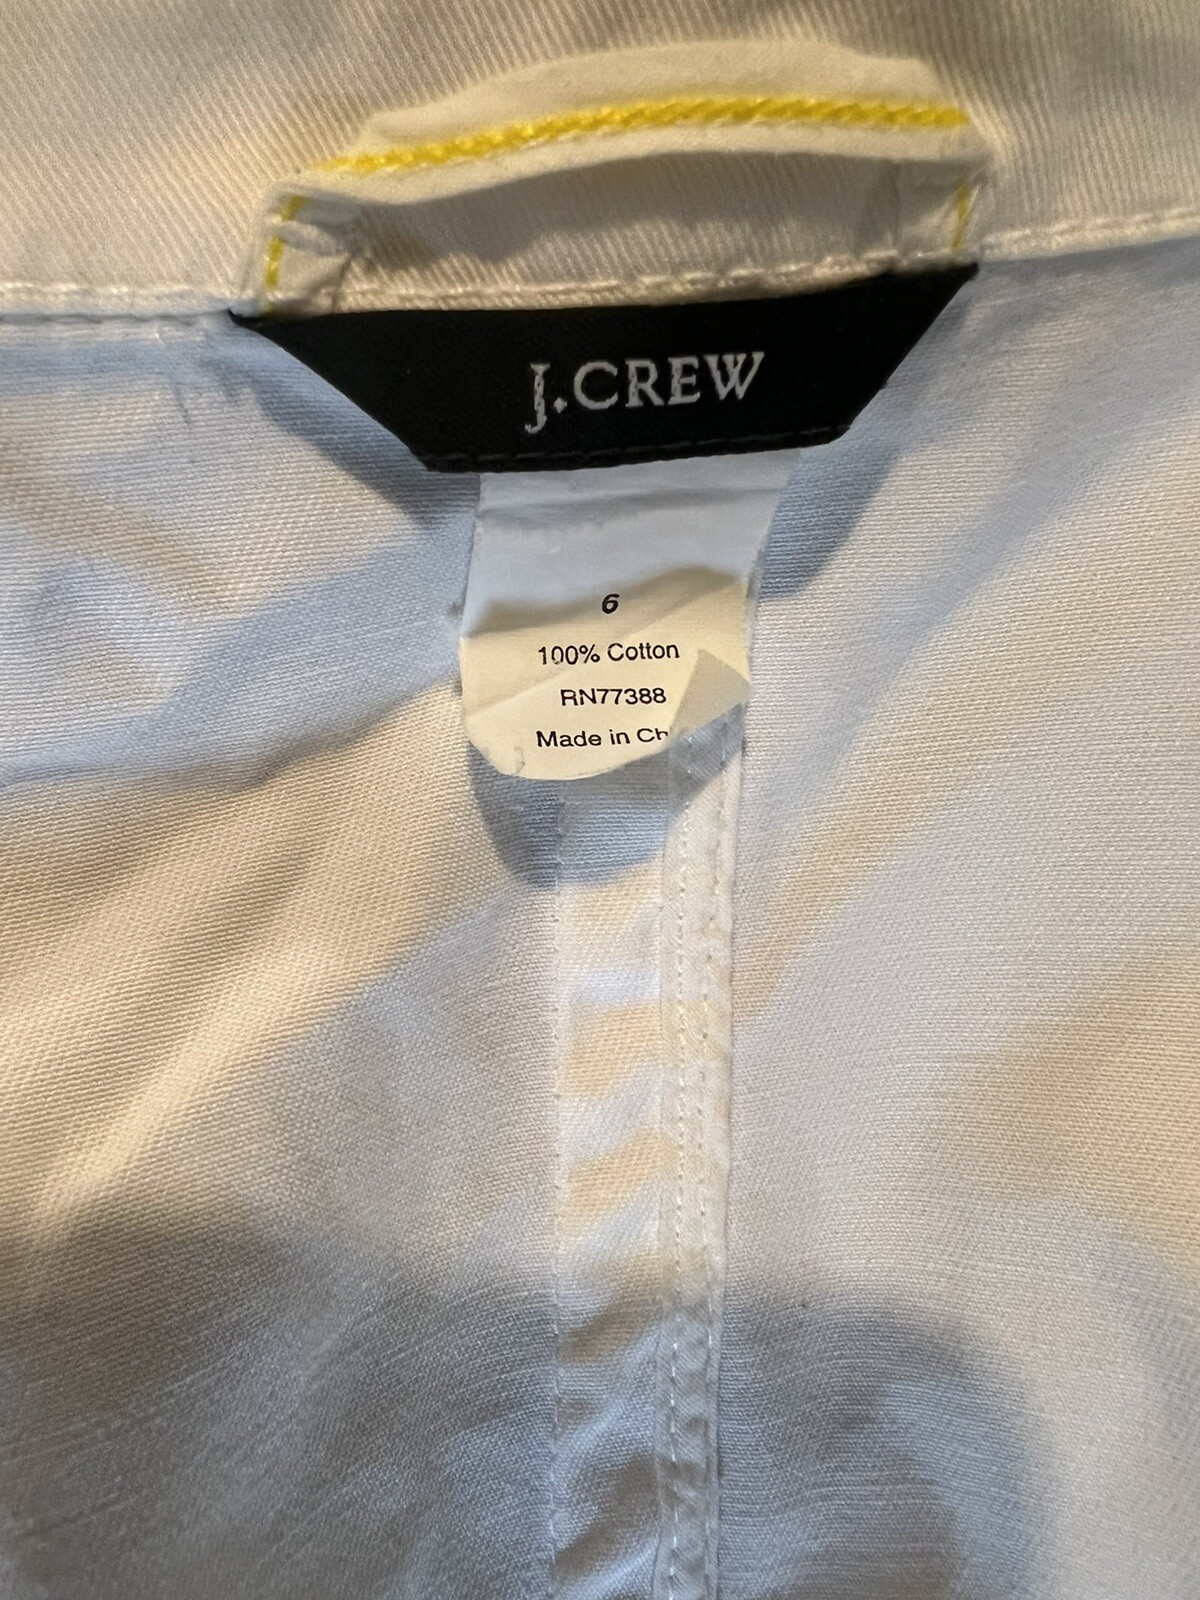 J.CREW
6
100% Cotton
RN77388
Made in Ch